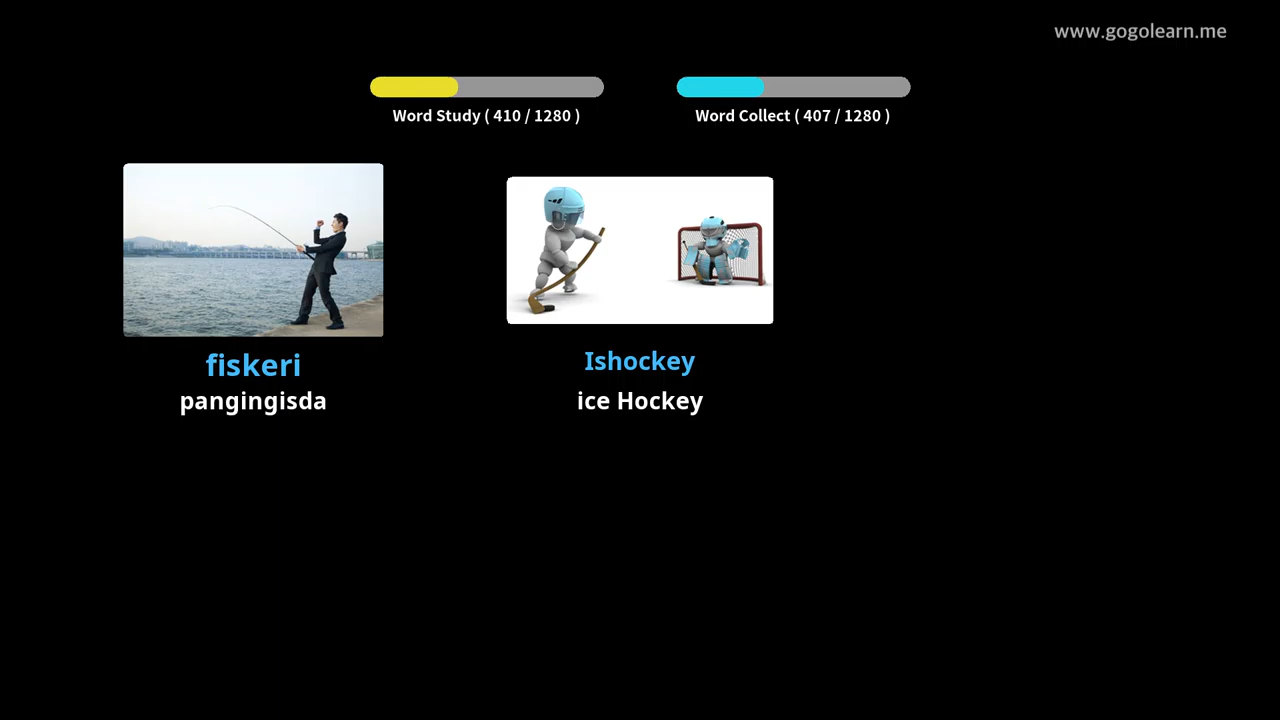 www.gogolearn.me
Word Study ( 410 / 1280 )
Word Collect ( 407 / 1280 )
fiskeri
pangingisda
Ishockey
ice Hockey